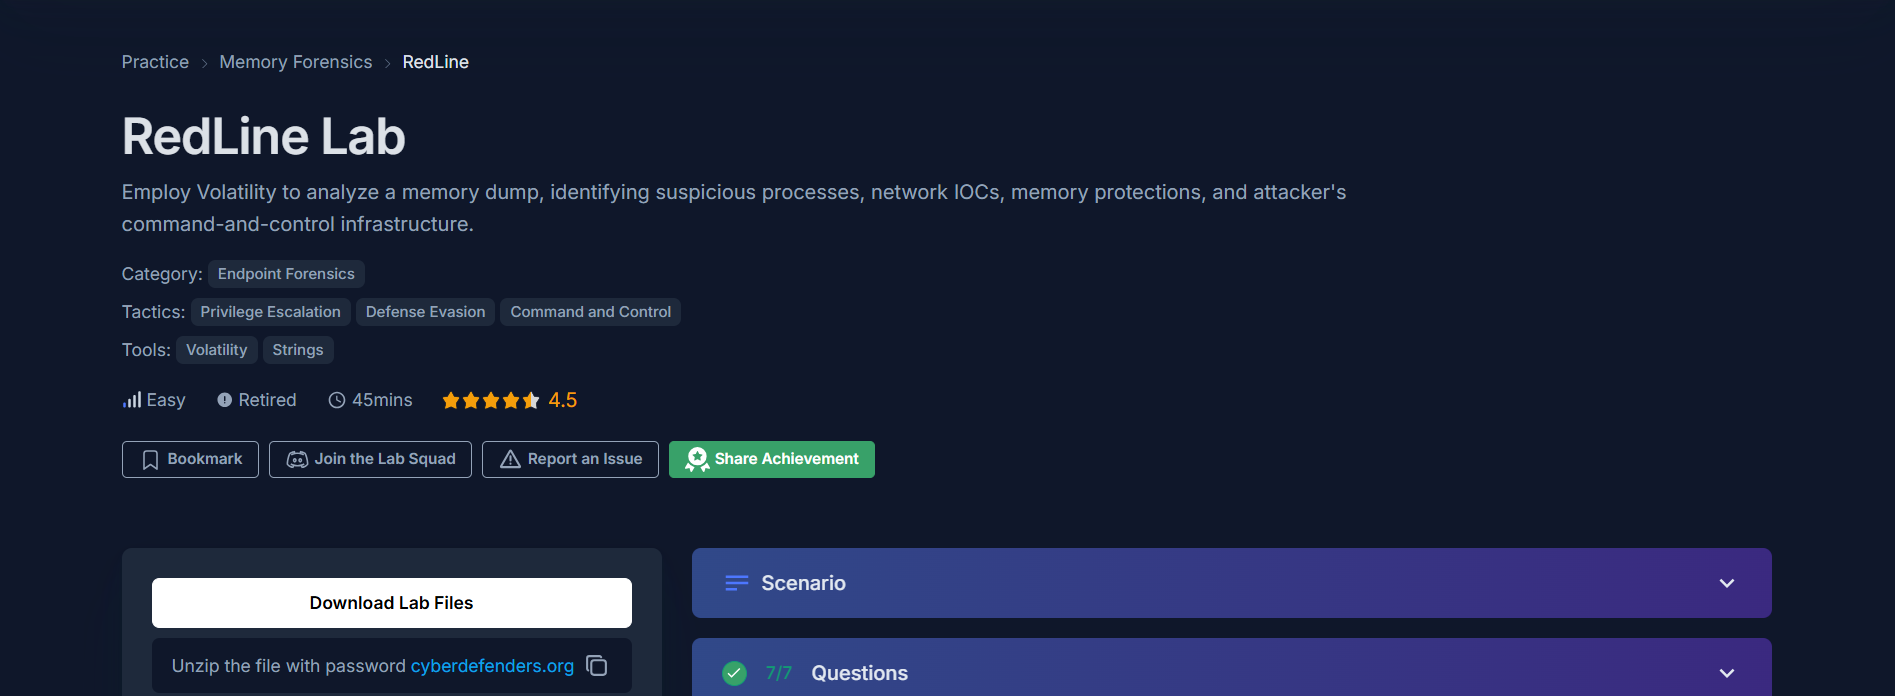 Practice > Memory Forensics > RedLine
RedLine Lab
Employ Volatility to analyze a memory dump, identifying suspicious processes, network IOCs, memory protections, and attacker's
command-and-control infrastructure.
Category: Endpoint Forensics
Tactics: Privilege Escalation Defense Evasion Command and Control
Tools: Volatility Strings
Easy Retired 45mins 4.5
Bookmark Join the Lab Squad Report an Issue Share Achievement
Download Lab Files
Unzip the file with password cyberdefenders.org
Scenario
7/7 Questions